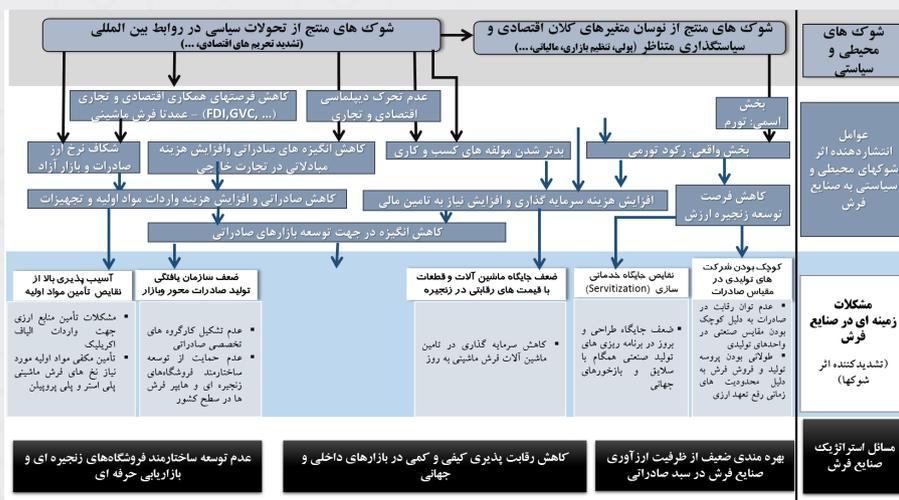 شوک های
محیطی و
سیاستی
شوک های منتج از نوسان متغیرهای کلان اقتصادی و
سیاستگذاری متناظر (پولی، تنظیم بازاری، مالیاتی، ...)
شوک های منتج از تحولات سیاسی در روابط بین المللی
(تشدید تحریم های اقتصادی، ...)
عوامل
انتشاردهنده اثر
شوکهای محیطی و
سیاستی به صنایع
فرش
بخش
اسمی: تورم
عدم تحرک دیپلماسی
اقتصادی و تجاری
کاهش فرصتهای همکاری اقتصادی و تجاری
(FDI,GVC, ...) – عمدتا فرش ماشینی
بخش واقعی: رکود تورمی
بدتر شدن مولفه های کسب و کاری
کاهش انگیزه های صادراتی وافزایش هزینه
مبادلاتی در تجارت خارجی
شکاف نرخ ارز
صادرات و بازار آزاد
کاهش فرصت
توسعه زنجیره ارزش
افزایش هزینه سرمایه گذاری و افزایش نیاز به تامین مالی
کاهش صادراتی و افزایش هزینه واردات مواد اولیه و تجهیزات
کاهش انگیزه در جهت توسعه بازارهای صادراتی
مشکلات
زمینه ای در صنایع
فرش
(تشدیدکننده اثر
شوکها)
کوچک بودن شرکت
های تولیدی در
مقیاس صادرات
▪ عدم توان رقابت در
صادرات به دلیل کوچک
بودن مقایس صنعتی در
واحدهای تولیدی
▪ طولانی بودن پروسه
تولید و فروش فرش به
دلیل محدودیت های
زمانی رفع تعهد ارزی
نقایص جایگاه خدماتی
سازی (Servitization)
▪ ضعف جایگاه طراحی و
بروز در برنامه ریزی های
تولید صنعتی همگام با
سلایق و بازخورهای
جهانی
ضعف جایگاه ماشین آلات و قطعات
با قیمت های رقابتی در زنجیره
▪ کاهش سرمایه گذاری در تامین
ماشین آلات فرش ماشینی به روز
ضعف سازمان یافتگی
تولید صادرات محور وبازار
▪ عدم تشکیل کارگروه های
تخصصی صادراتی
▪ عدم حمایت از توسعه
ساختارمند فروشگاه‌های
زنجیره ای و هایپر فرش
ها در سطح کشور
آسیب پذیری بالا از
نقایص تأمین مواد اولیه
▪ مشکلات تأمین منابع ارزی
جهت واردات الیاف
اکریلیک
▪ تأمین مکفی مواد اولیه مورد
نیاز نخ های فرش ماشینی
پلی استر و پلی پروپیلن
مسائل استراتژیک
صنایع فرش
بهره مندی ضعیف از ظرفیت ارزآوری
صنایع فرش در سبد صادراتی
کاهش رقابت پذیری کیفی و کمی در بازارهای داخلی و
جهانی
عدم توسعه ساختارمند فروشگاه‌های زنجیره ای و
بازاریابی حرفه ای